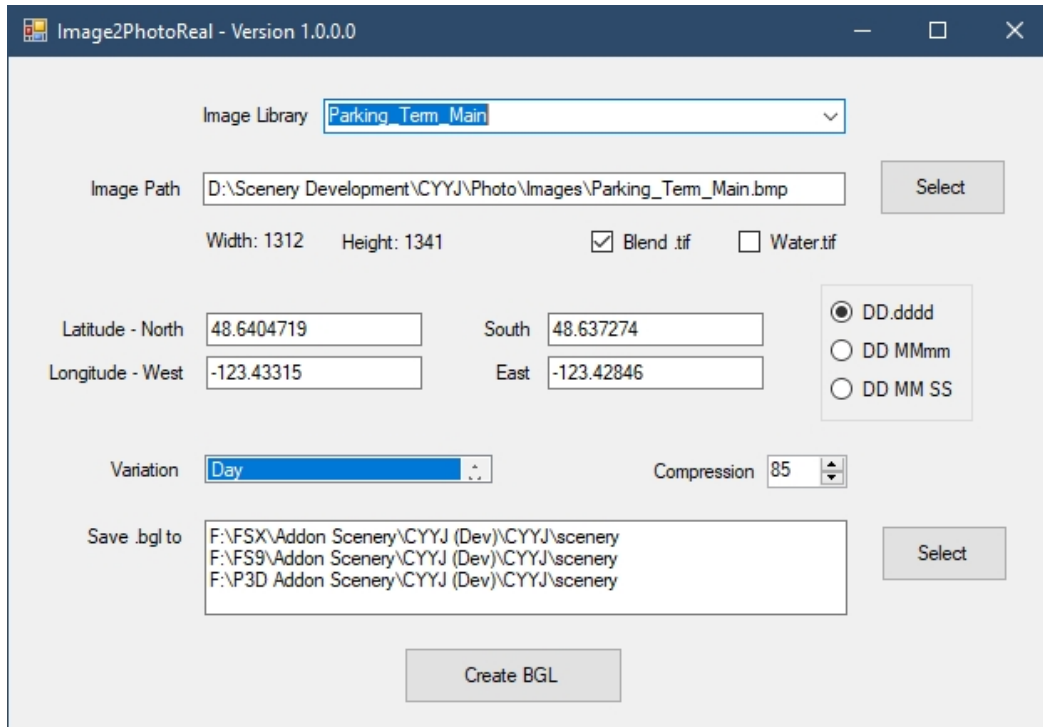 Image2PhotoReal - Version 1.0.0.0
Image Library Parking_Term_Main
Image Path D:\Scenery Development\CYYJ\Photo\Images\Parking_Term_Main.bmp Select
Width: 1312 Height: 1341 Blend .tif Water.tif
DD.dddd
Latitude - North 48.6404719 South 48.637274
DD MMmm
Longitude - West -123.43315 East -123.42846
DD MM SS
Variation Day Compression 85
Save .bgl to F:\FSX\Addon Scenery\CYYJ (Dev)\CYYJ\scenery
F:\FS9\Addon Scenery\CYYJ (Dev)\CYYJ\scenery
Select
F:\P3D Addon Scenery\CYYJ (Dev)\CYYJ\scenery
Create BGL